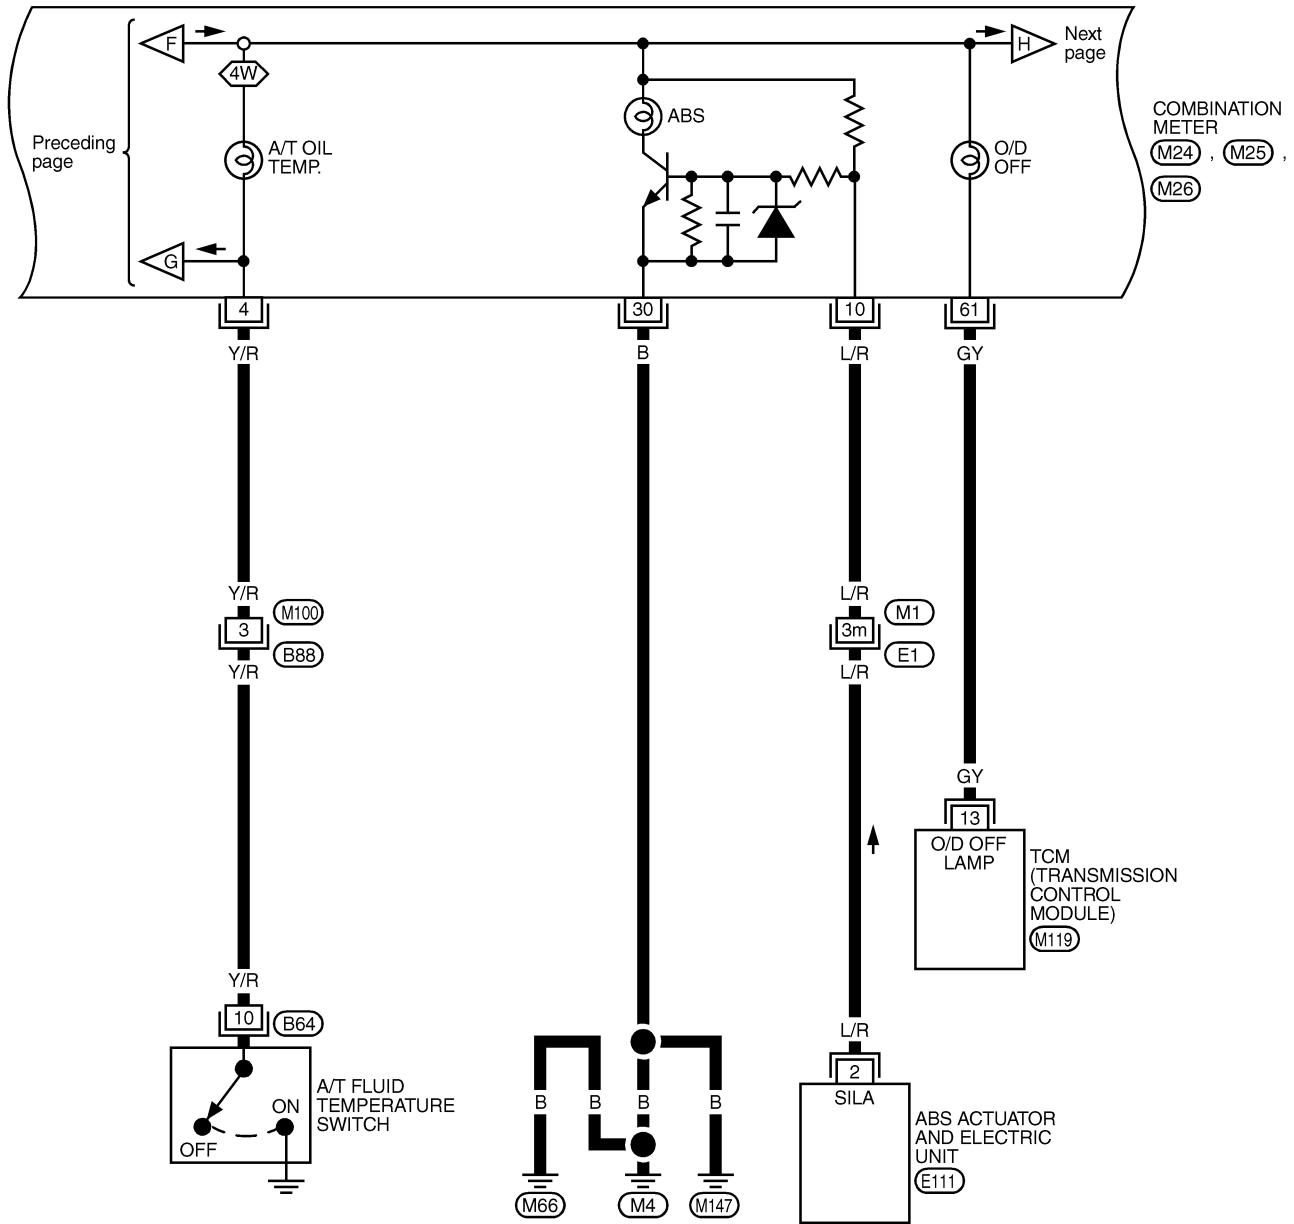 F
H
Next
page
4W
Preceding
page
A/T OIL
TEMP.
ABS
O/D
OFF
COMBINATION
METER
M24 , M25 ,
M26
G
4
30
10
61
Y/R
B
L/R
GY
Y/R
L/R
M100
M1
3
3m
B88
E1
Y/R
L/R
GY
13
O/D OFF
LAMP
TCM
(TRANSMISSION
CONTROL
MODULE)
M119
Y/R
10
B64
L/R
2
SILA
A/T FLUID
TEMPERATURE
SWITCH
ON
OFF
B
B
B
B
ABS ACTUATOR
AND ELECTRIC
UNIT
E111
M66
M4
M147